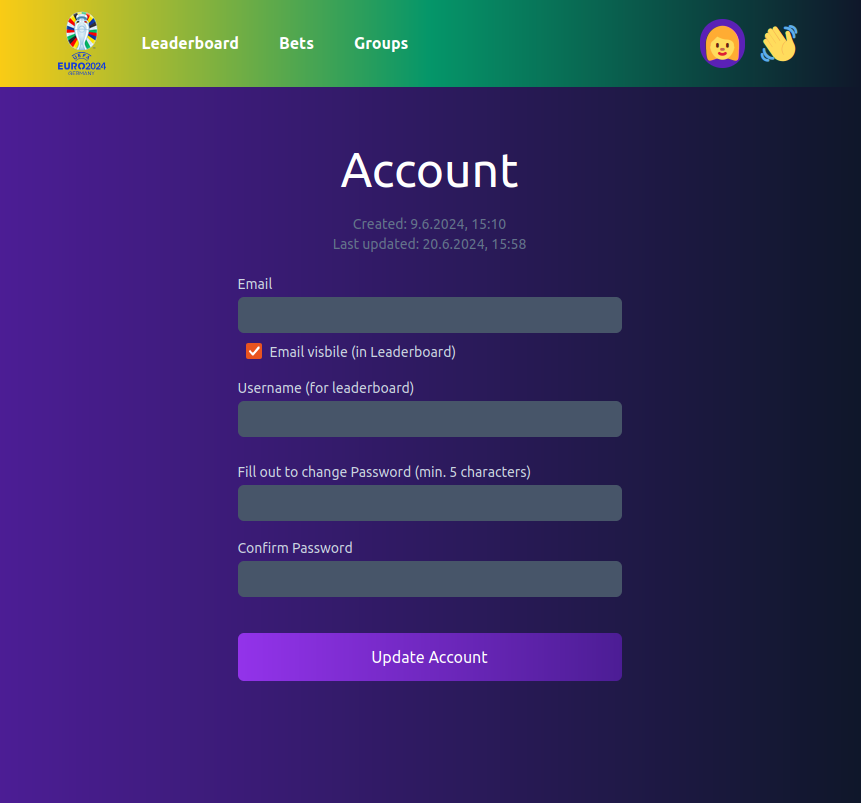 UEFA
EURO2024
GERMANY
Leaderboard
Bets
Groups
Account
Created: 9.6.2024, 15:10
Last updated: 20.6.2024, 15:58
Email
Email visbile (in Leaderboard)
Username (for leaderboard)
Fill out to change Password (min. 5 characters)
Confirm Password
Update Account